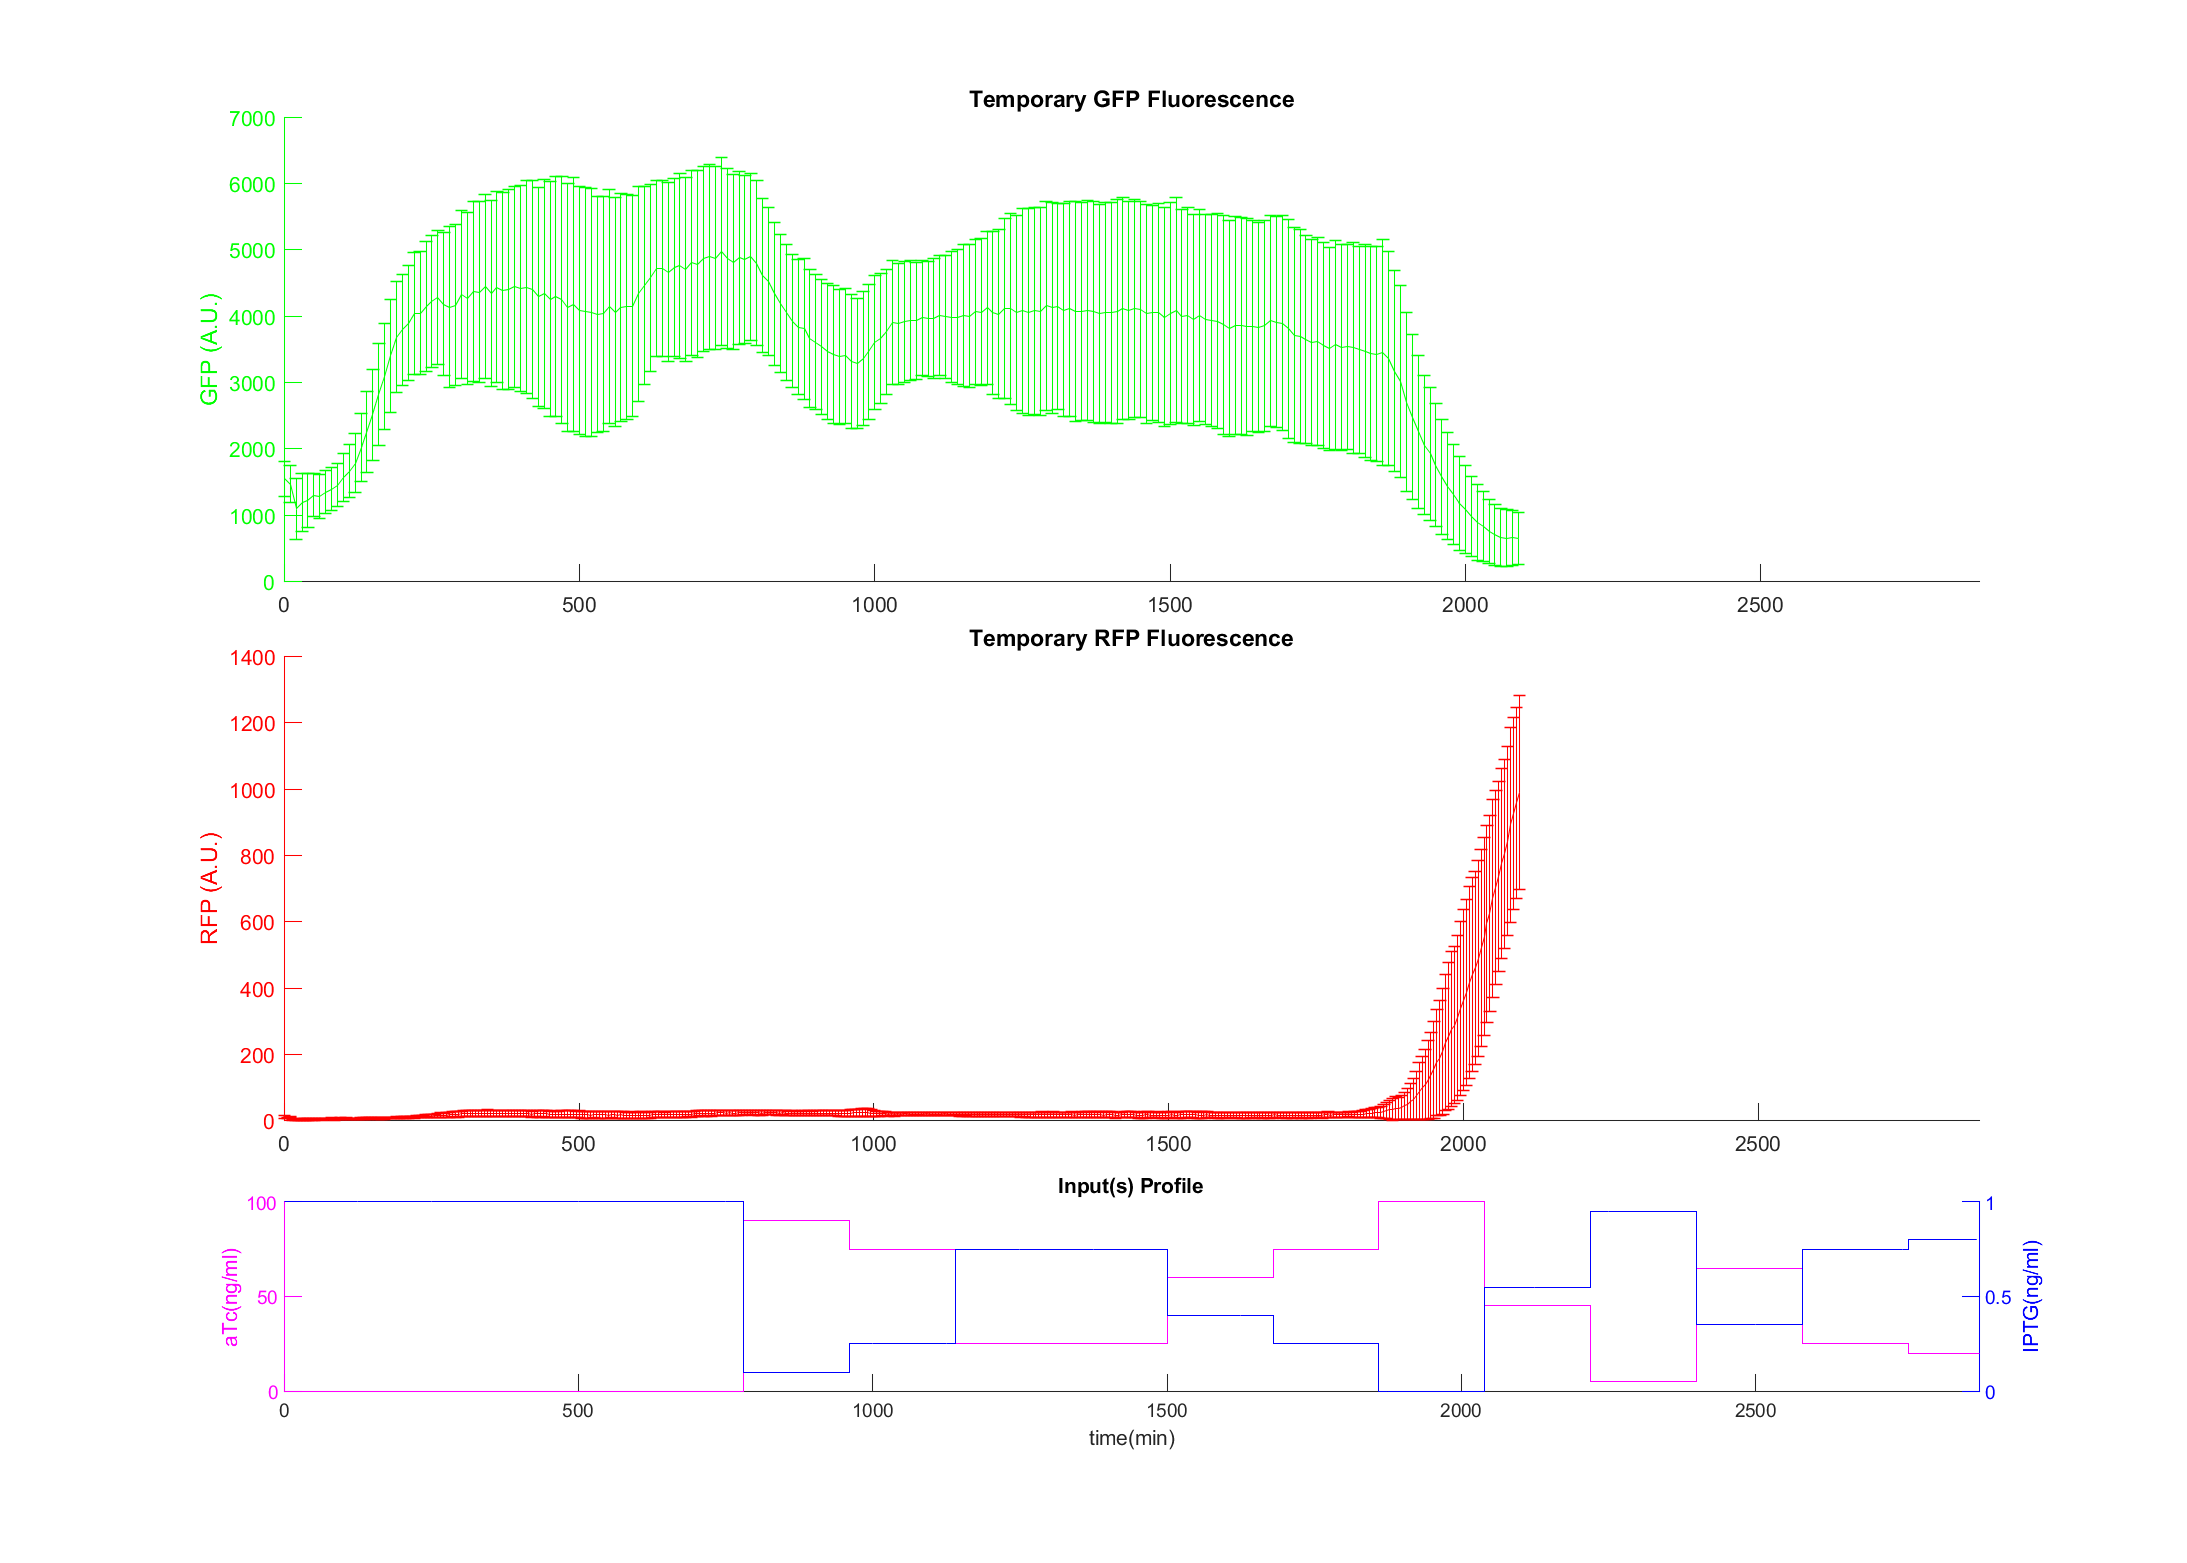 Temporary GFP Fluorescence
7000
6000
5000
4000
3000
2000
1000
0
GFP (A.U.)
0 500 1000 1500 2000 2500
Temporary RFP Fluorescence
1400
1200
1000
800
600
400
200
0
RFP (A.U.)
0 500 1000 1500 2000 2500
Input(s) Profile
100
50
0
aTc(ng/ml)
1
0.5
0
IPTG(ng/ml)
0 500 1000 1500 2000 2500
time(min)